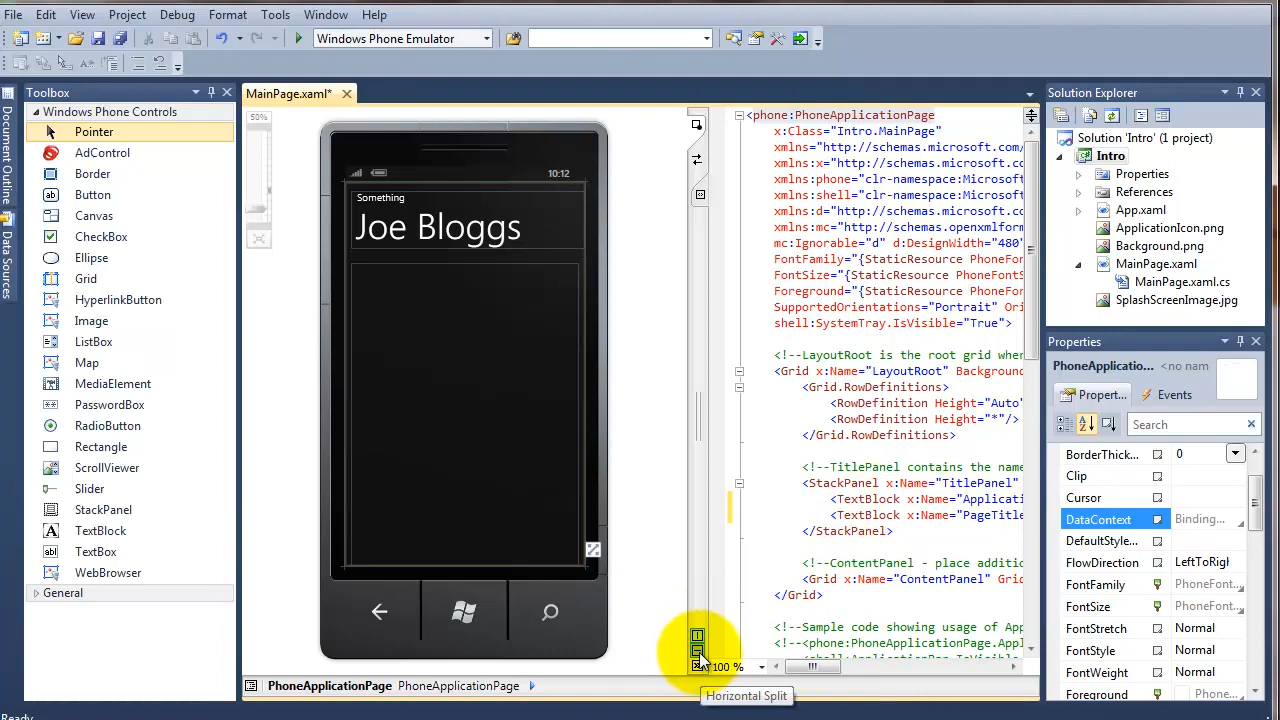 File Edit View Project Debug Format Tools Window Help
Windows Phone Emulator
Document Outline
Data Sources
Toolbox
Windows Phone Controls
Pointer
AdControl
Border
Button
Canvas
CheckBox
Ellipse
Grid
HyperlinkButton
Image
ListBox
Map
MediaElement
PasswordBox
RadioButton
Rectangle
ScrollViewer
Slider
StackPanel
TextBlock
TextBox
WebBrowser
General
MainPage.xaml*
50%
10:12
Something
Joe Bloggs
<phone:PhoneApplicationPage
x:Class="Intro.MainPage"
xmlns="http://schemas.microsoft.com/
xmlns:x="http://schemas.microsoft.co
xmlns:phone="clr-namespace:Microsoft
xmlns:shell="clr-namespace:Microsoft
xmlns:d="http://schemas.microsoft.co
xmlns:mc="http://schemas.openxmlform
mc:Ignorable="d" d:DesignWidth="480"
FontFamily="{StaticResource PhoneFon
FontSize="{StaticResource PhoneFontS
Foreground="{StaticResource PhoneFor
SupportedOrientations="Portrait" Ori
shell:SystemTray.IsVisible="True">
<!--LayoutRoot is the root grid wher
<Grid x:Name="LayoutRoot" Background
<Grid.RowDefinitions>
<RowDefinition Height="Auto"
<RowDefinition Height="*"/>
</Grid.RowDefinitions>
<!--TitlePanel contains the name
<StackPanel x:Name="TitlePanel"
<TextBlock x:Name="Applicati
<TextBlock x:Name="PageTitle
</StackPanel>
<!--ContentPanel - place additio
<Grid x:Name="ContentPanel" Grid
</Grid>
<!--Sample code showing usage of App
<!--<phone:PhoneApplicationPage.Appl
100 %
Horizontal Split
PhoneApplicationPage PhoneApplicationPage
Solution Explorer
Solution 'Intro' (1 project)
Intro
Properties
References
App.xaml
ApplicationIcon.png
Background.png
MainPage.xaml
MainPage.xaml.cs
SplashScreenImage.jpg
Properties
PhoneApplicatio... <no nam
Propert... Events
Search
BorderThick... 0
Clip
Cursor
DataContext Binding...
DefaultStyle...
FlowDirection LeftToRigh
FontFamily PhoneFont
FontSize PhoneFont
FontStretch Normal
FontStyle Normal
FontWeight Normal
Foreground Phone...